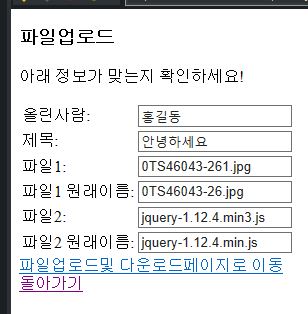 파일업로드
아래 정보가 맞는지 확인하세요!
올린사람: 홍길동
제목: 안녕하세요
파일1: 0TS46043-261.jpg
파일1 원래이름: 0TS46043-26.jpg
파일2: jquery-1.12.4.min3.js
파일2 원래이름: jquery-1.12.4.min.js
파일업로드및 다운로드페이지로 이동
돌아가기